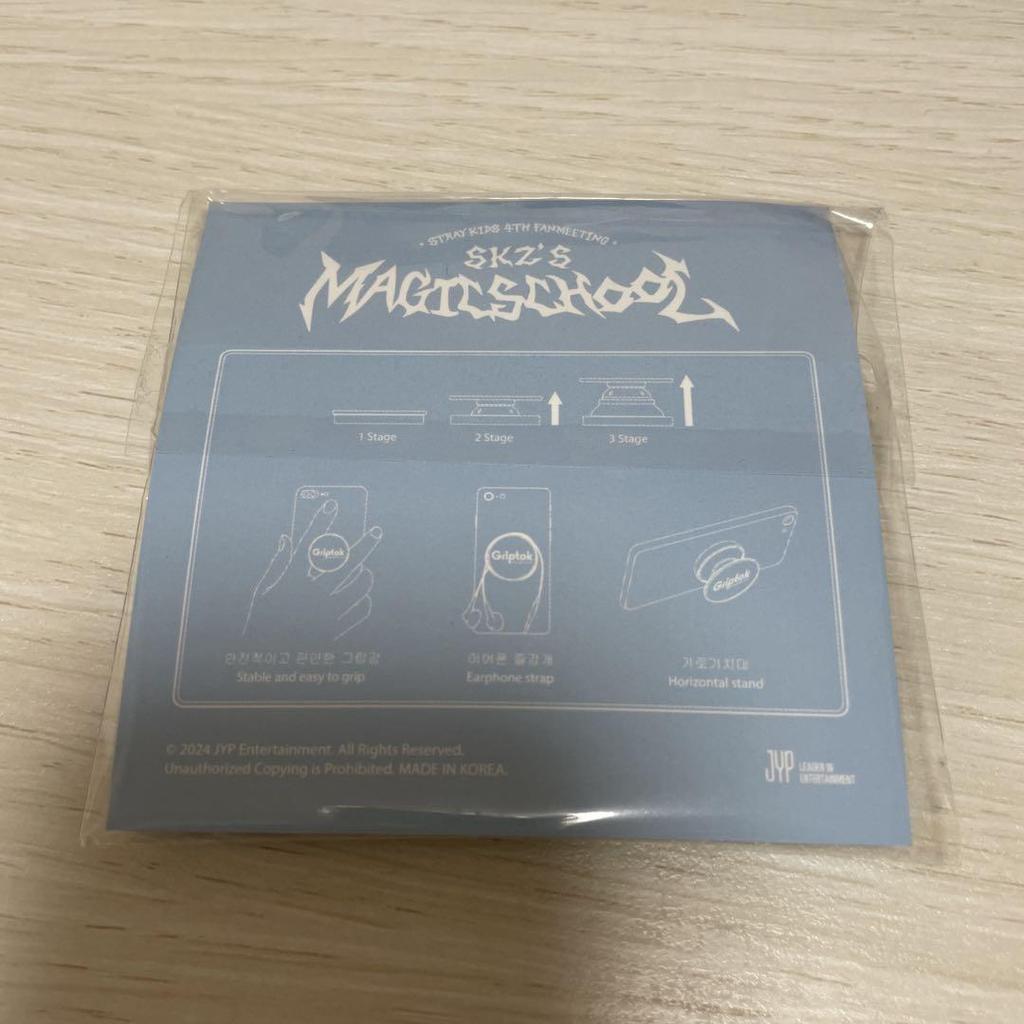 • STRAY KIDS 4TH FANMEETING •
SKZ'S
MAGIC SCHOOL
1 Stage
2 Stage
3 Stage
Griptok
Griptok
Griptok
안정적이고 편안한 그립감
Stable and easy to grip
이어폰 줄감개
Earphone strap
가로거치대
Horizontal stand
© 2024 JYP Entertainment. All Rights Reserved.
Unauthorized Copying is Prohibited. MADE IN KOREA.
JYP
LEADER IN
ENTERTAINMENT